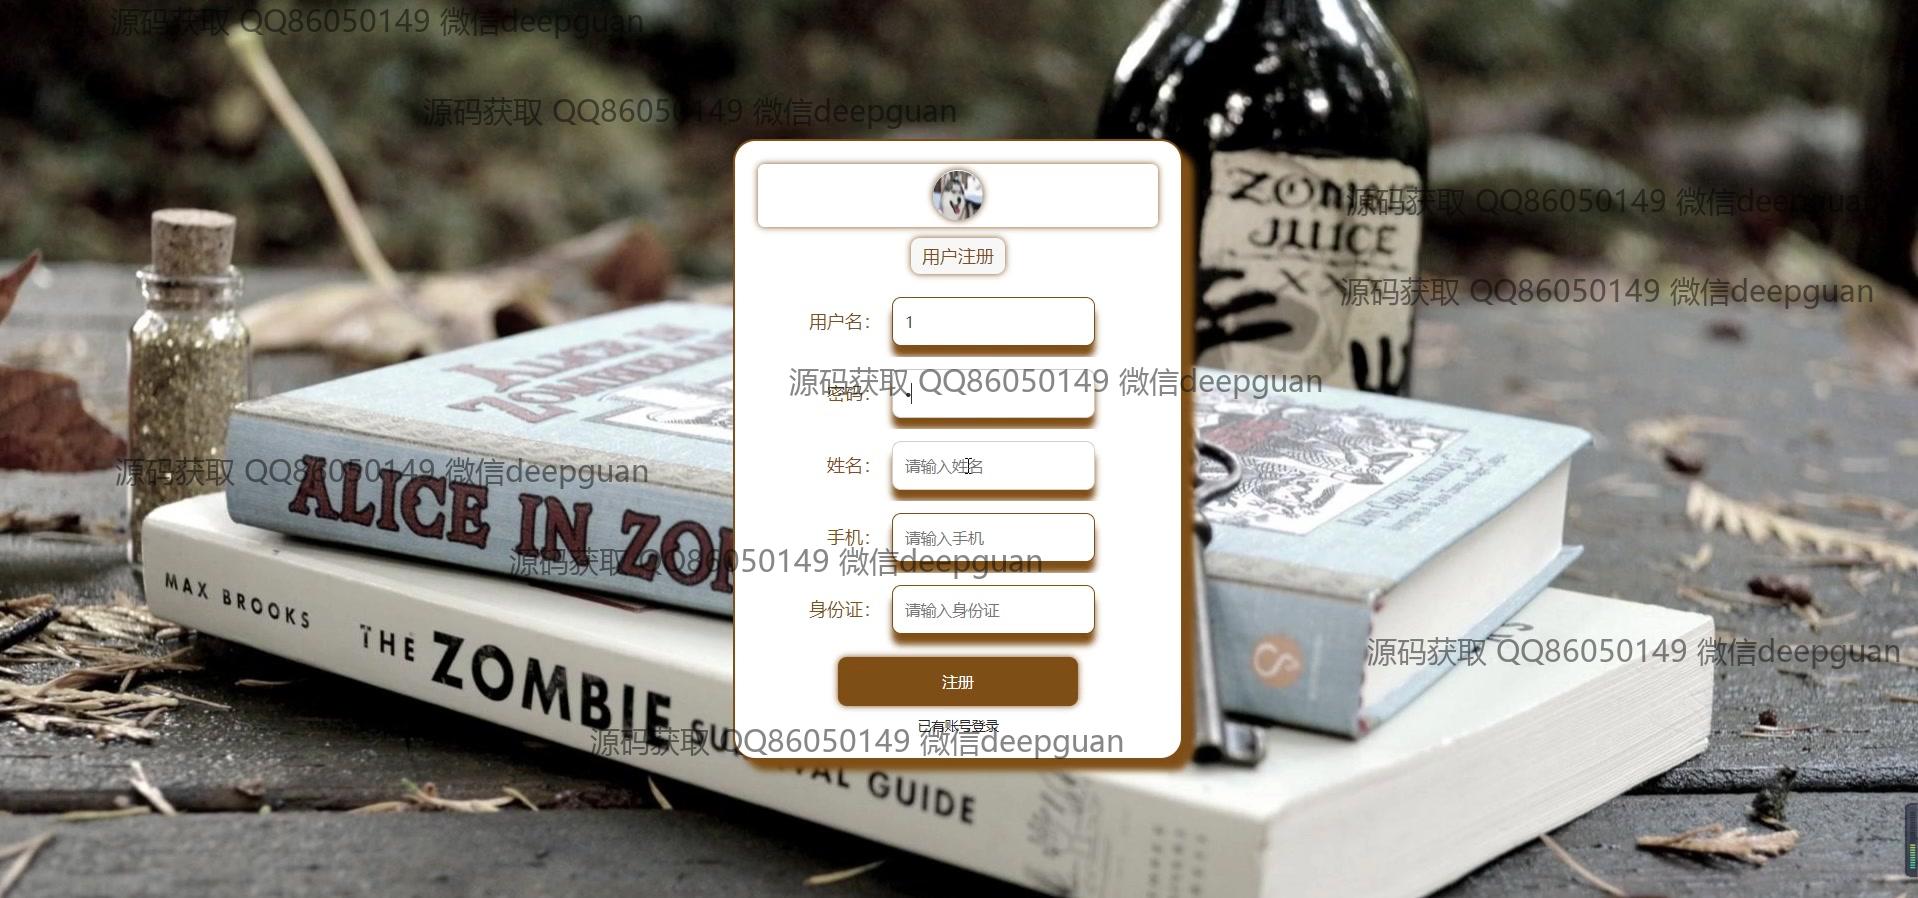 源码获取 QQ86050149 微信deepguan
源码获取 QQ86050149 微信deepguan
源码获取 QQ86050149 微信deepguan
ZOMBIE
JUICE
XX
用户注册
源码获取 QQ86050149 微信deepguan
用户名：
1
ALICE IN
源码获取 QQ86050149 微信deepguan
密码：
•
姓名：
请输入姓名
源码获取 QQ86050149 微信deepguan
ALICE IN ZO
手机：
请输入手机
源码获取 QQ86050149 微信deepguan
身份证：
请输入身份证
MAX BROOKS THE ZOMBIE SU VAL GUIDE
源码获取 QQ86050149 微信deepguan
注册
已有账号登录
源码获取 QQ86050149 微信deepguan